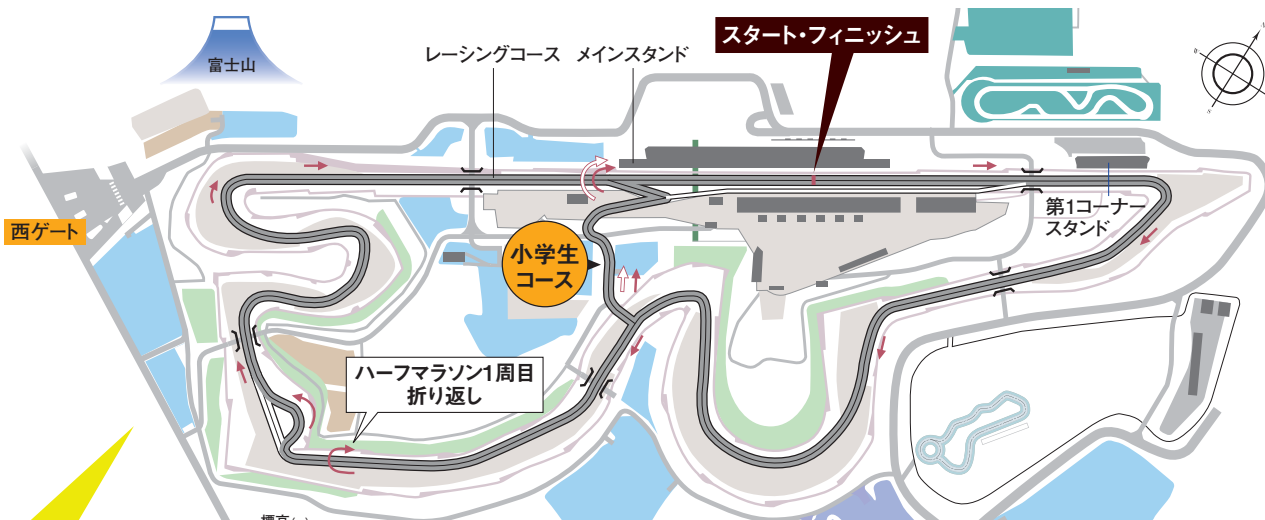 富士山
レーシングコース
メインスタンド
スタート・フィニッシュ
西ゲート
小学生
コース
第1コーナー
スタンド
ハーフマラソン1周目
折り返し